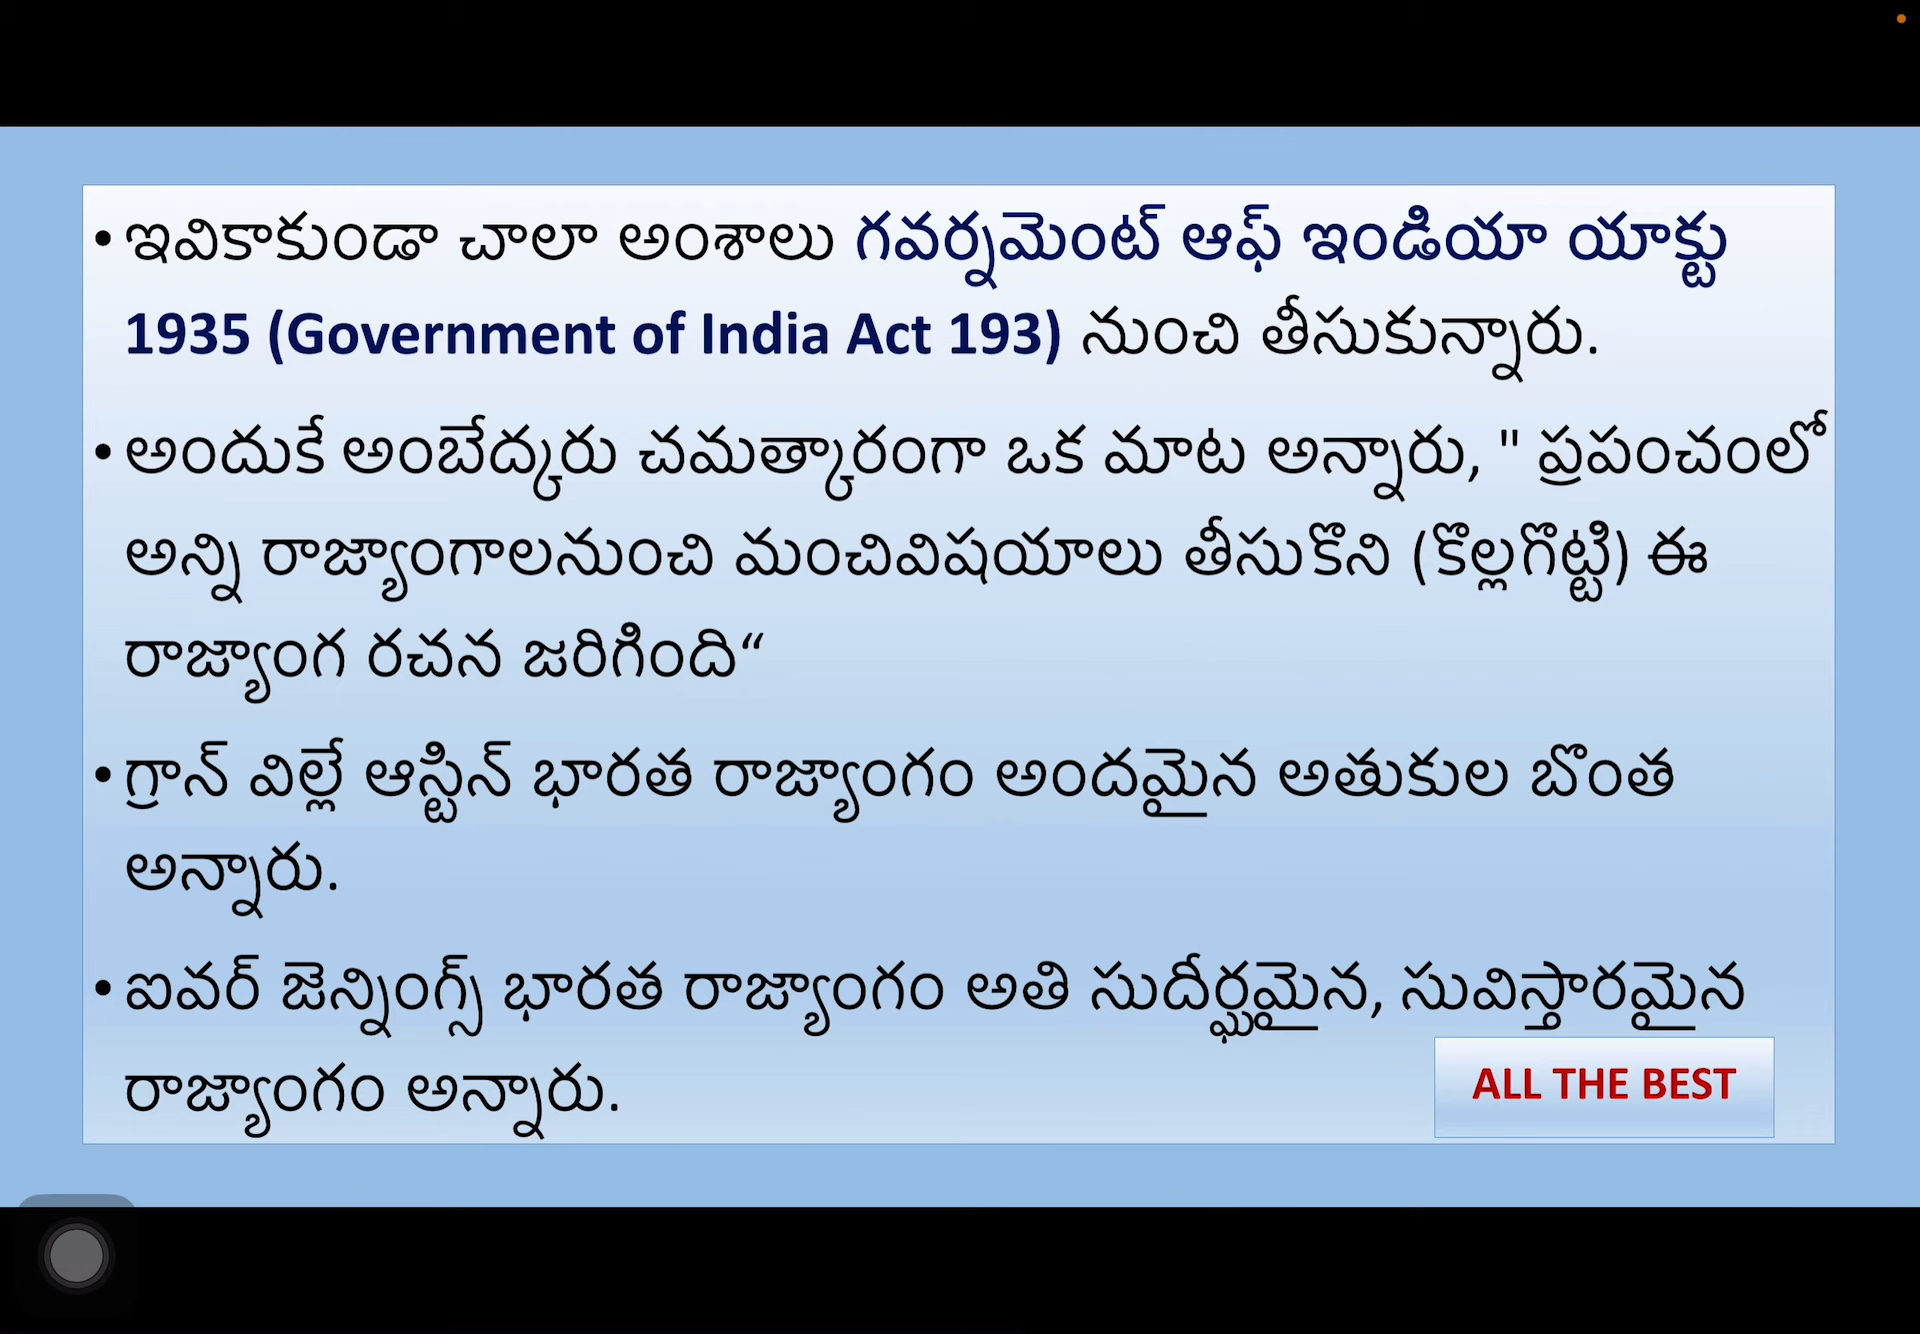 • ఇవికాకుండా చాలా అంశాలు గవర్నమెంట్ ఆఫ్ ఇండియా యాక్టు
1935 (Government of India Act 193) నుంచి తీసుకున్నారు.
• అందుకే అంబేద్కరు చమత్కారంగా ఒక మాట అన్నారు, " ప్రపంచంలో
అన్ని రాజ్యాంగాలనుంచి మంచివిషయాలు తీసుకొని (కొల్లగొట్టి) ఈ
రాజ్యాంగ రచన జరిగింది“
• గ్రాన్ విల్లే ఆస్టిన్ భారత రాజ్యాంగం అందమైన అతుకుల బొంత
అన్నారు.
• ఐవర్ జెన్నింగ్స్ భారత రాజ్యాంగం అతి సుదీర్ఘమైన, సువిస్తారమైన
రాజ్యాంగం అన్నారు.
ALL THE BEST